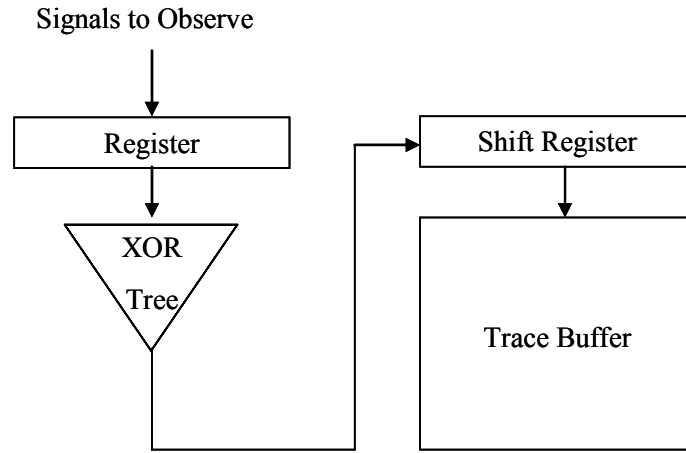 Signals to Observe
Register
XOR
Tree
Shift Register
Trace Buffer